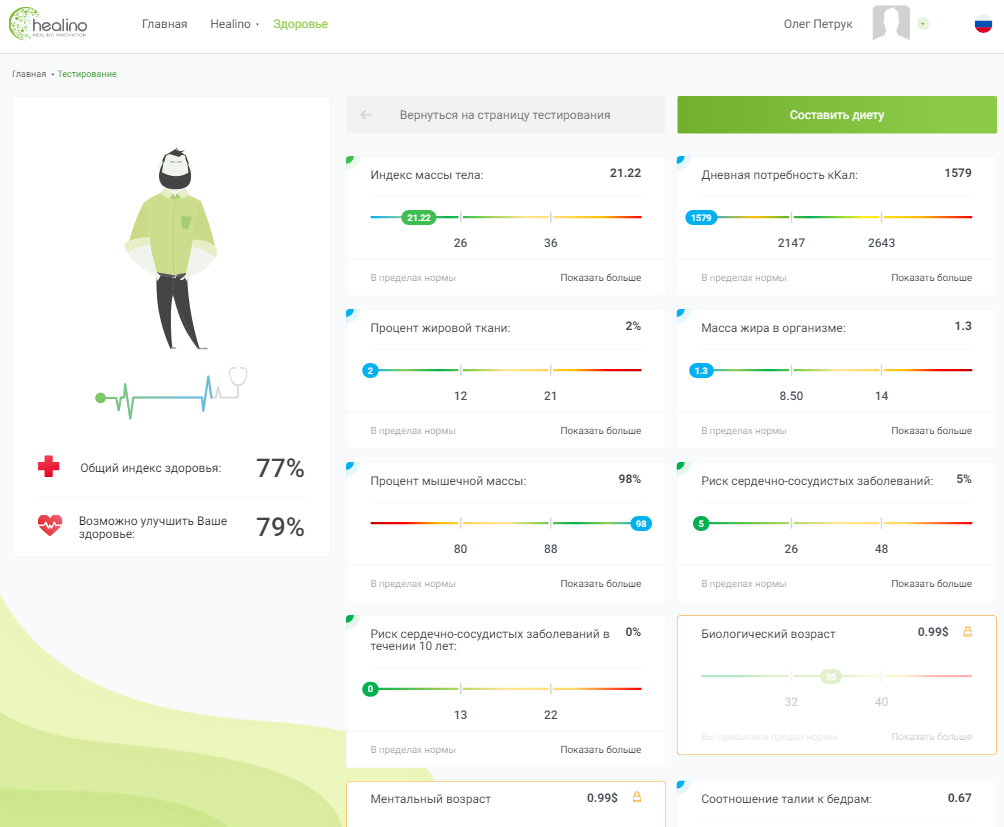 healino
HEALING INNOVATION
Главная
Healino
Здоровье
Олег Петрук
Главная
Тестирование
Вернуться на страницу тестирования
Составить диету
Индекс массы тела:
21.22
21.22
26
36
В пределах нормы
Показать больше
Дневная потребность кКал:
1579
1579
2147
2643
В пределах нормы
Показать больше
Процент жировой ткани:
2%
2
12
21
В пределах нормы
Показать больше
Масса жира в организме:
1.3
1.3
8.50
14
В пределах нормы
Показать больше
Общий индекс здоровья:
77%
Возможно улучшить Ваше
здоровье:
79%
Процент мышечной массы:
98%
98
80
88
В пределах нормы
Показать больше
Риск сердечно-сосудистых заболеваний:
5%
5
26
48
В пределах нормы
Показать больше
Риск сердечно-сосудистых заболеваний в
течении 10 лет:
0%
0
13
22
В пределах нормы
Показать больше
Биологический возраст
0.99$
35
32
40
Вы превысили предел нормы
Показать больше
Ментальный возраст
0.99$
Соотношение талии к бедрам:
0.67